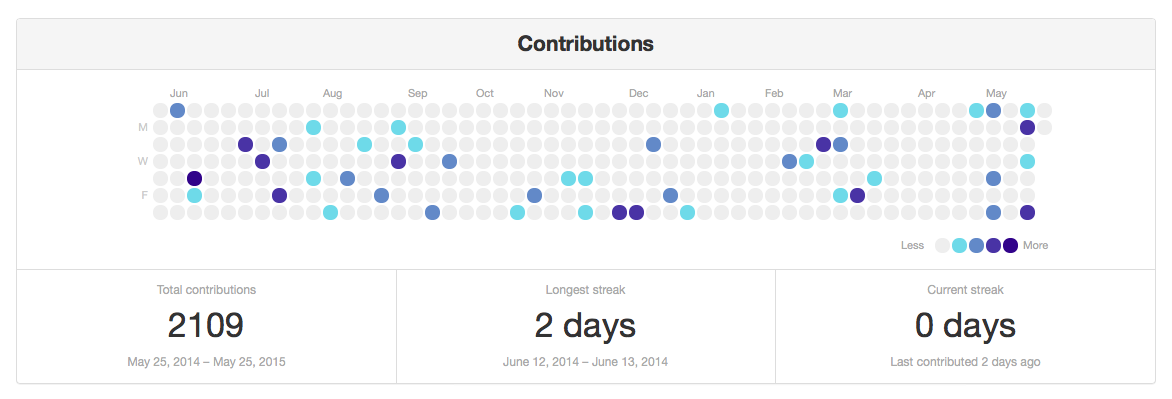 Contributions
Jun Jul Aug Sep Oct Nov Dec Jan Feb Mar Apr May
M
W
F
Less More
Total contributions
2109
May 25, 2014 – May 25, 2015
Longest streak
2 days
June 12, 2014 – June 13, 2014
Current streak
0 days
Last contributed 2 days ago